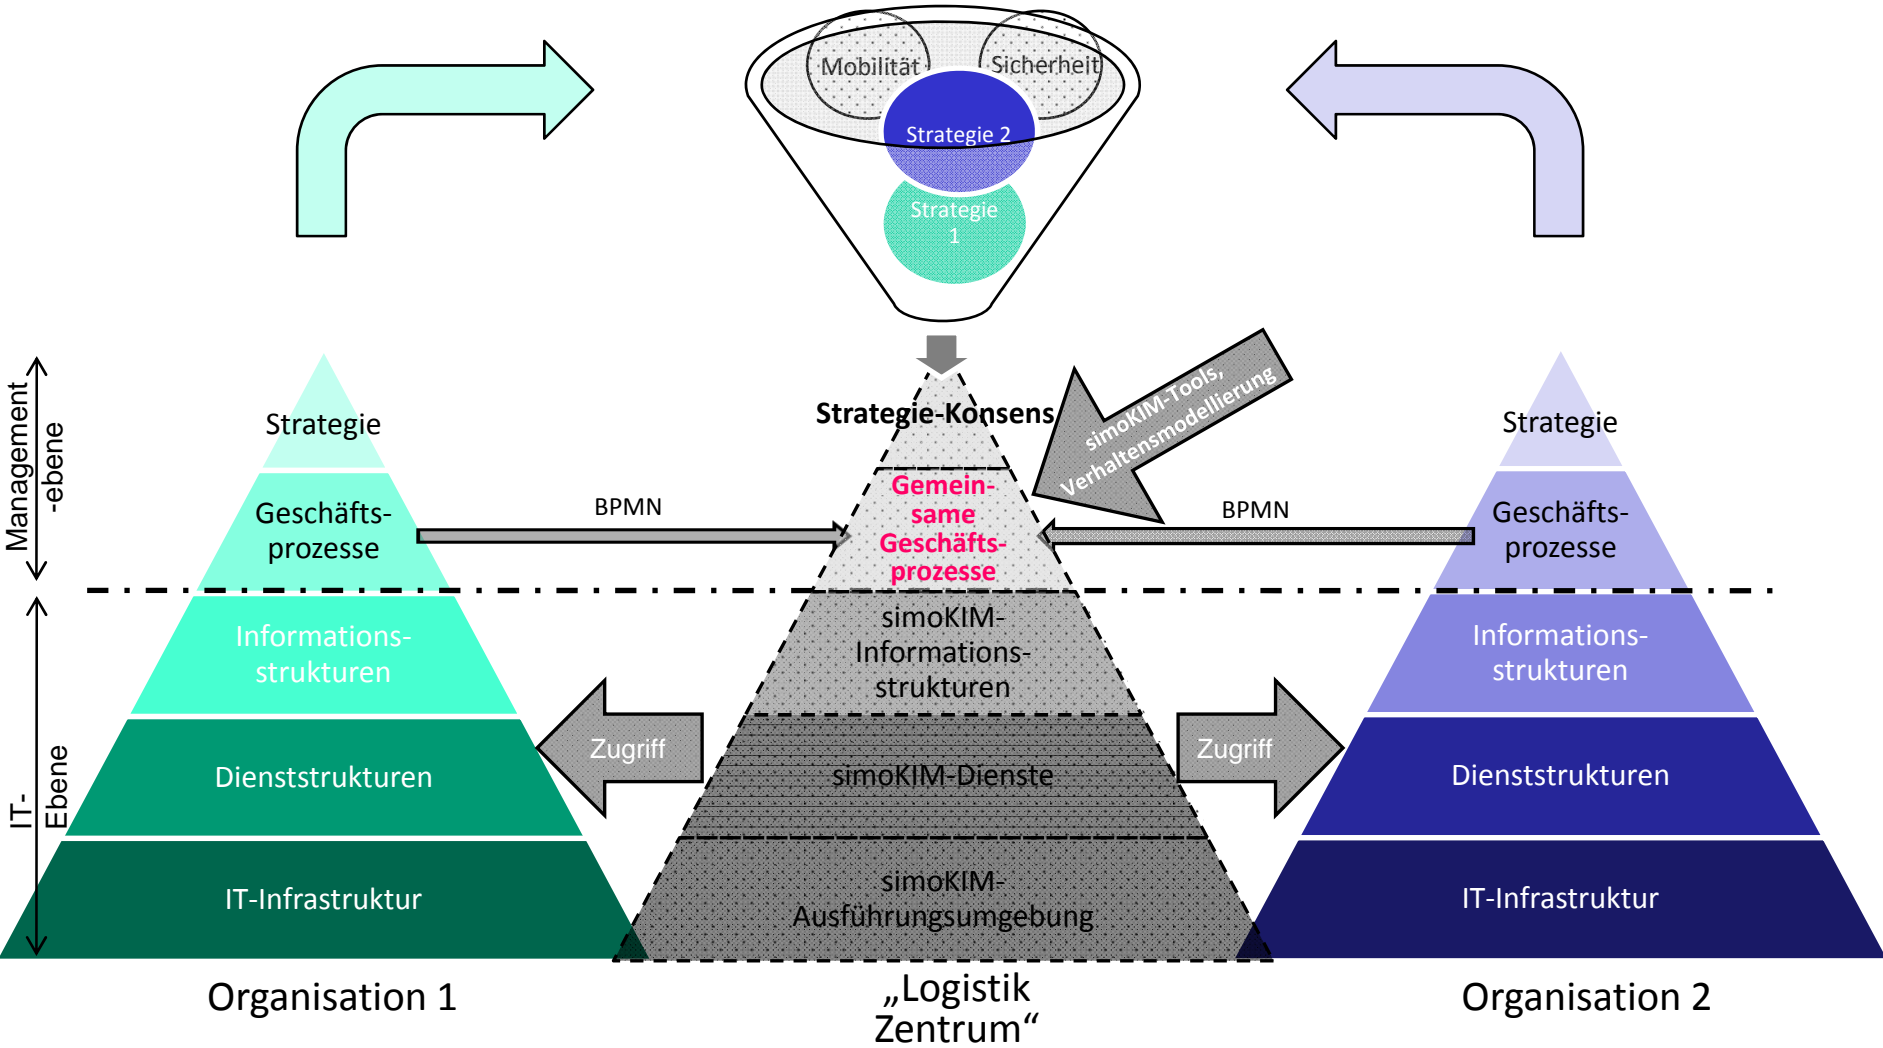 Mobilität
Sicherheit
Strategie 2
Strategie
1
Management
-ebene
IT-
Ebene
Strategie
Geschäfts-
prozesse
Informations-
strukturen
Dienststrukturen
IT-Infrastruktur
Organisation 1
BPMN
Zugriff
Strategie-Konsens
Gemein-
same
Geschäfts-
prozesse
simoKIM-
Informations-
strukturen
simoKIM-Dienste
simoKIM-
Ausführungsumgebung
„Logistik
Zentrum“
simoKIM-Tools,
Verhaltensmodellierung
BPMN
Zugriff
Strategie
Geschäfts-
prozesse
Informations-
strukturen
Dienststrukturen
IT-Infrastruktur
Organisation 2